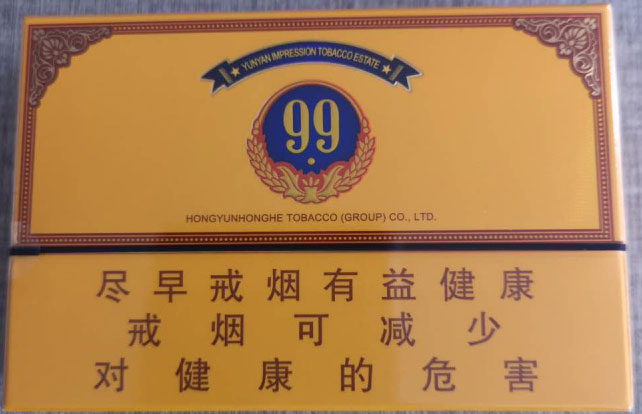 YUNYAN IMPRESSION TOBACCO ESTATE
99
HONGYUNHONGHE TOBACCO (GROUP) CO., LTD.
尽早戒烟有益健康
戒烟可减少
对健康的危害